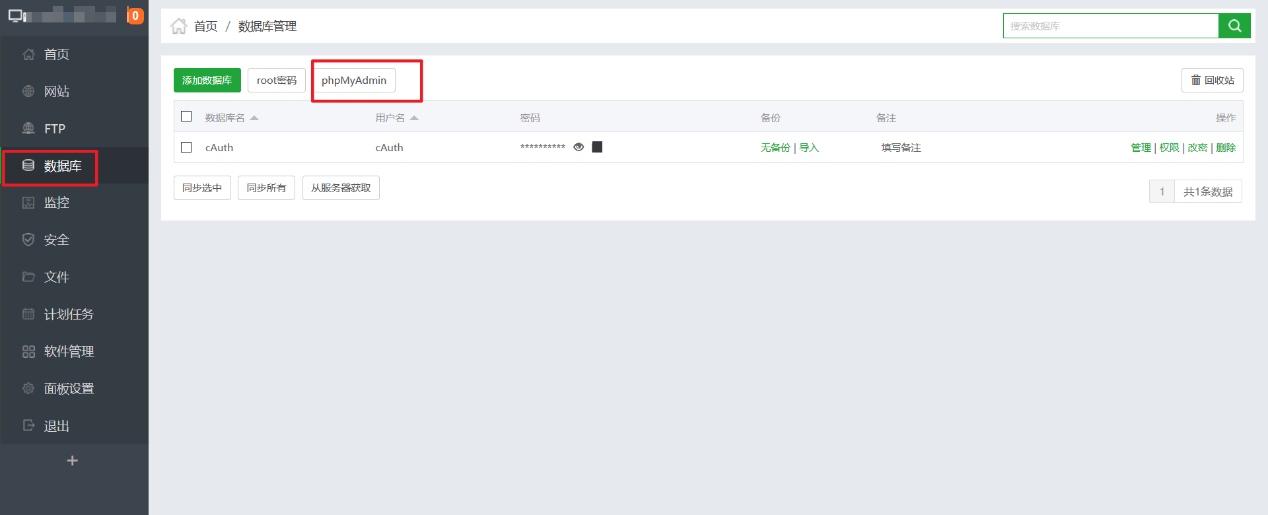 0
首页 / 数据库管理
搜索数据库
首页
网站
FTP
数据库
监控
安全
文件
计划任务
软件管理
面板设置
退出
+
添加数据库 root密码 phpMyAdmin 回收站
数据库名 用户名 密码 备份 备注 操作
cAuth cAuth ********** 无备份 | 导入 填写备注 管理 | 权限 | 改密 | 删除
同步选中 同步所有 从服务器获取
1 共1条数据